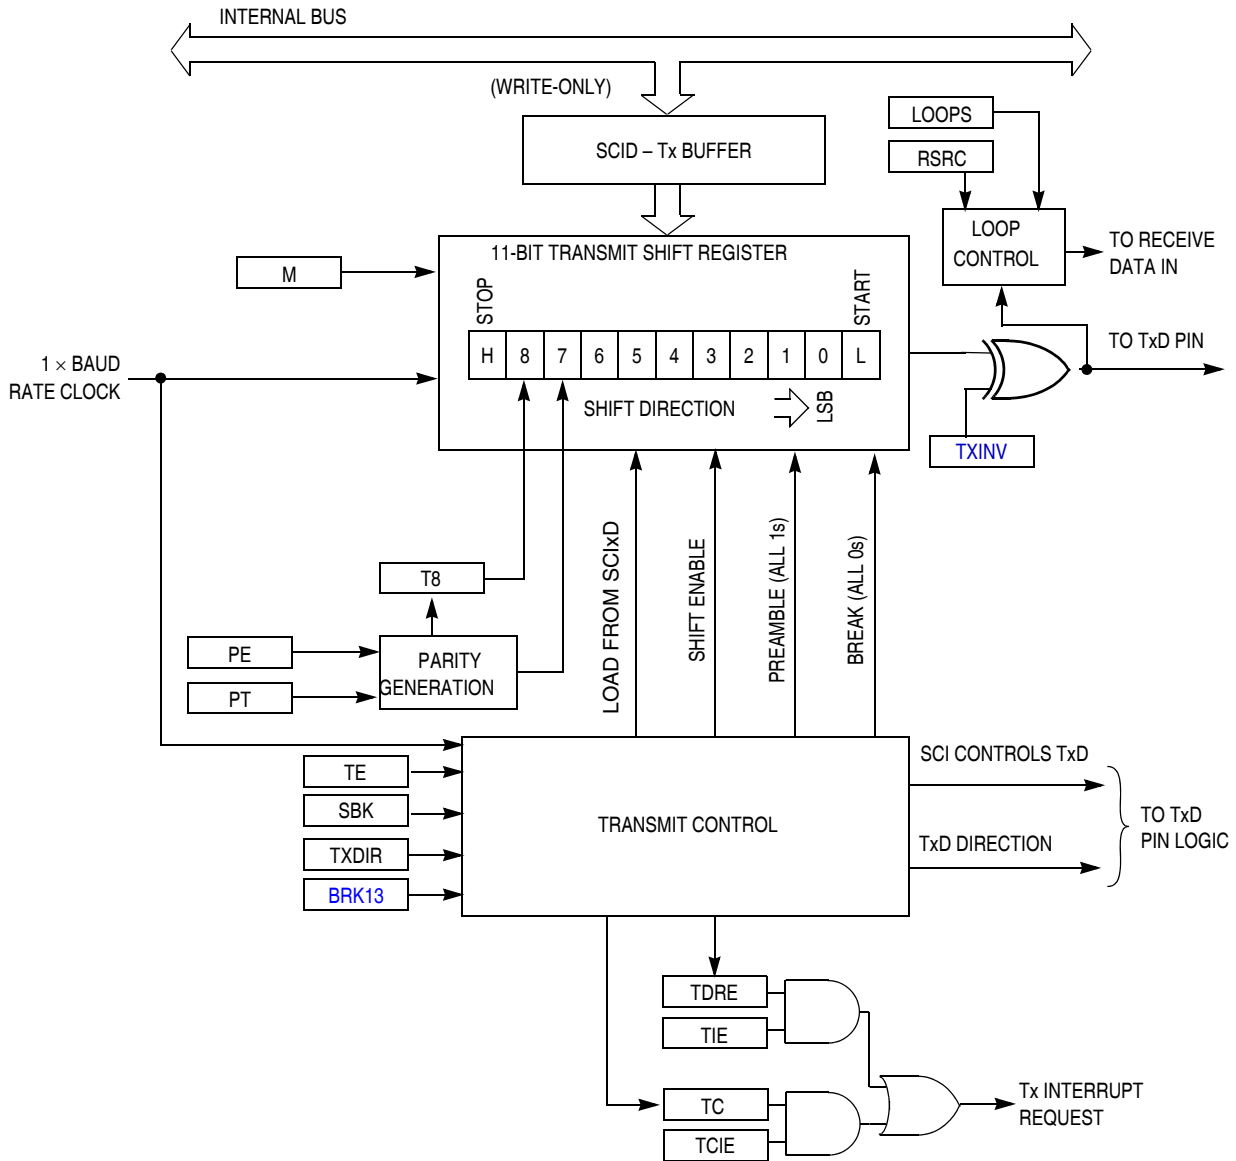 INTERNAL BUS
(WRITE-ONLY)
SCID – Tx BUFFER
LOOPS
RSRC
LOOP
CONTROL
TO RECEIVE
DATA IN
11-BIT TRANSMIT SHIFT REGISTER
M
STOP
START
H 8 7 6 5 4 3 2 1 0 L
1 × BAUD
RATE CLOCK
TO TxD PIN
SHIFT DIRECTION
LSB
TXINV
LOAD FROM SCIxD
SHIFT ENABLE
PREAMBLE (ALL 1s)
BREAK (ALL 0s)
T8
PE
PT
PARITY
GENERATION
TE
SBK
TXDIR
BRK13
TRANSMIT CONTROL
SCI CONTROLS TxD
TxD DIRECTION
TO TxD
PIN LOGIC
TDRE
TIE
TC
TCIE
Tx INTERRUPT
REQUEST